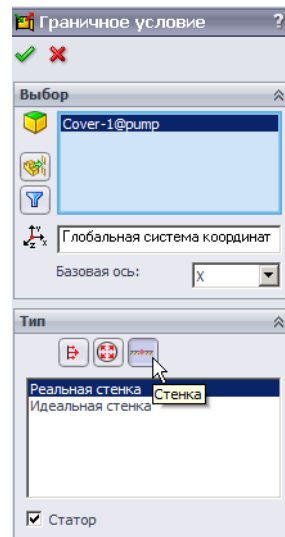 Граничное условие ?
Выбор
Cover-1@pump
Глобальная система координат
Базовая ось: X
Тип
Реальная стенка
Стенка
Идеальная стенка
Статор